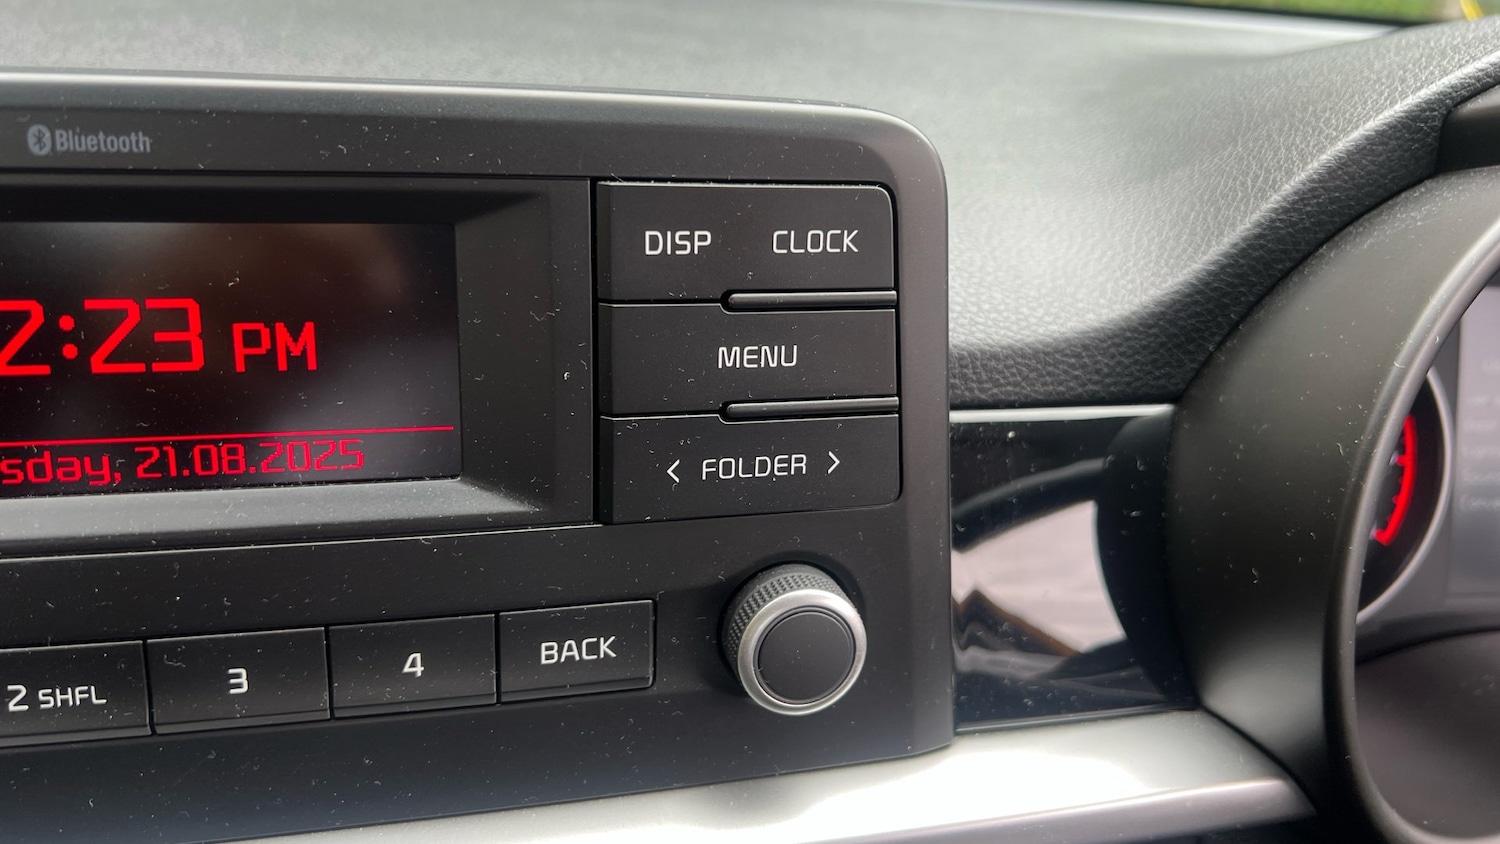 Bluetooth
DISP CLOCK
2:23 PM
MENU
sday, 21.08.2025
< FOLDER >
2 SHFL
3
4
BACK